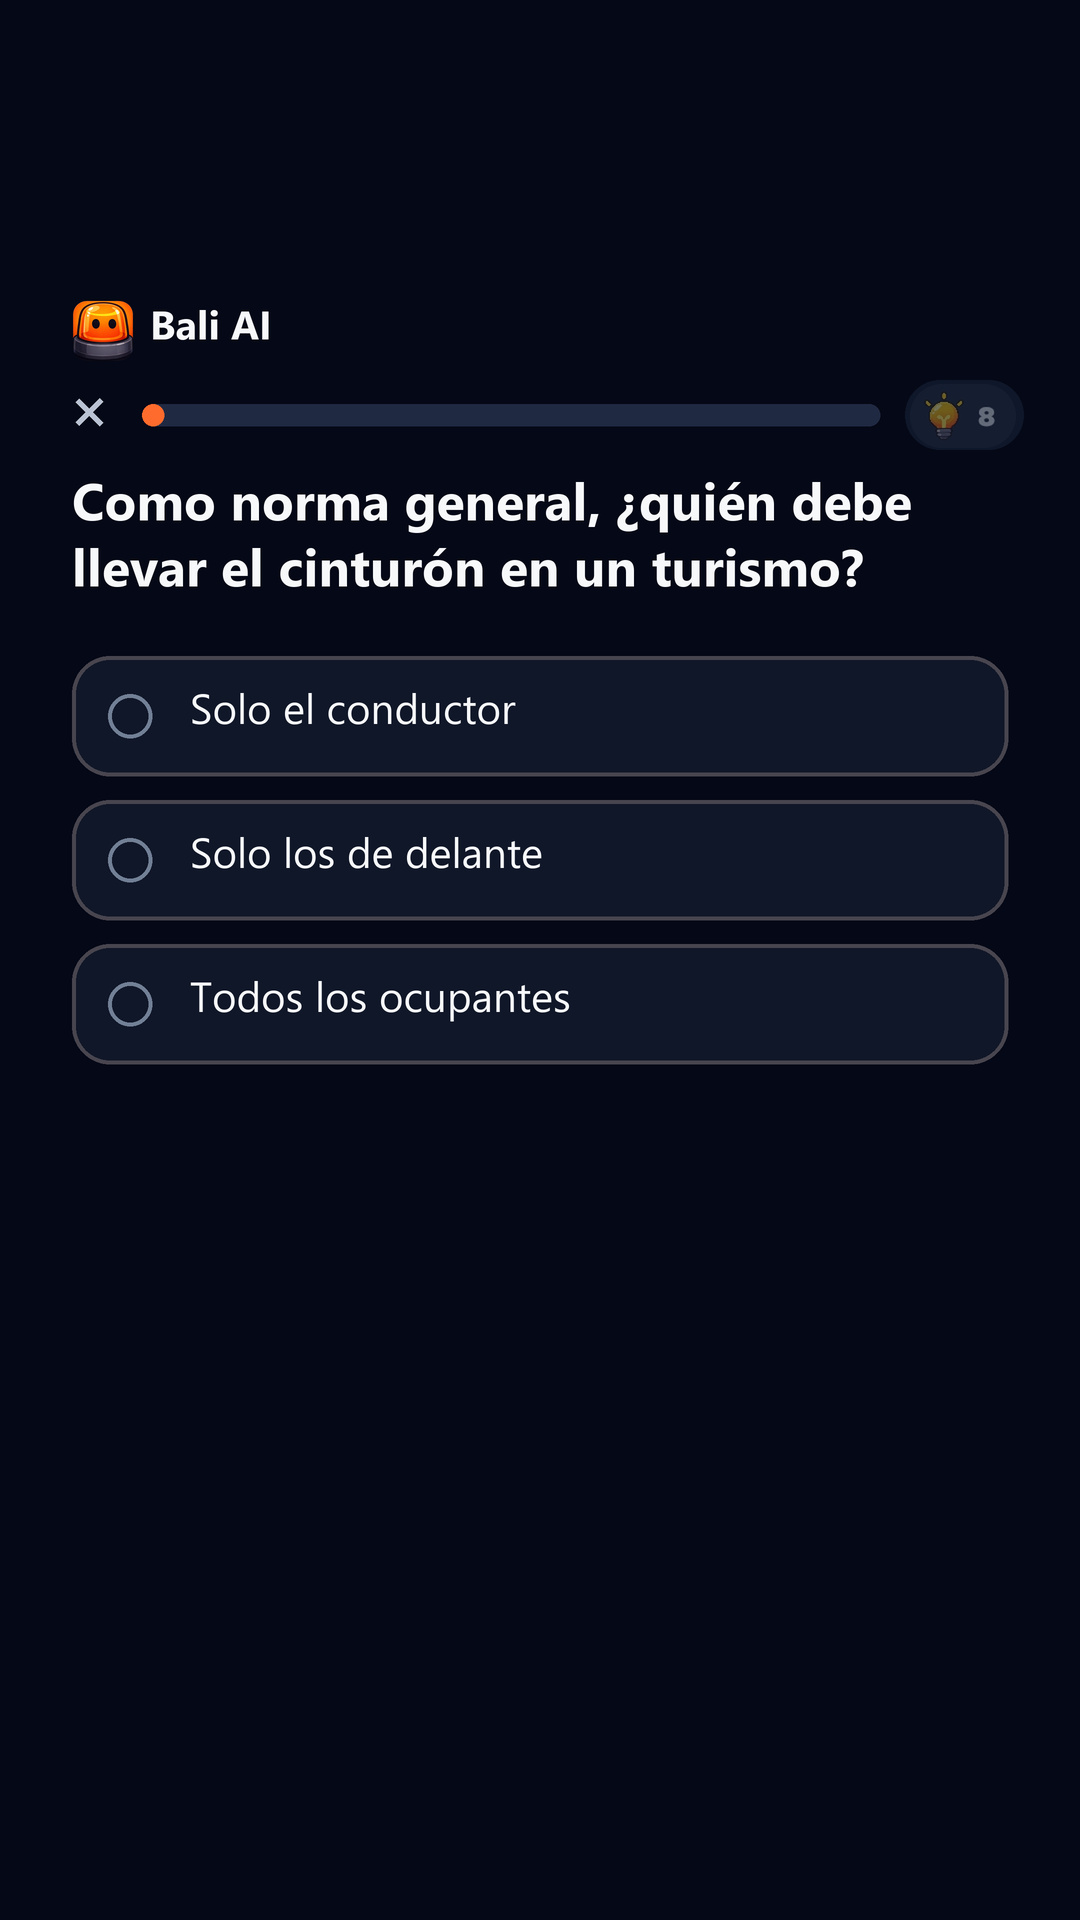 Bali AI
8
Como norma general, ¿quién debe
llevar el cinturón en un turismo?
Solo el conductor
Solo los de delante
Todos los ocupantes